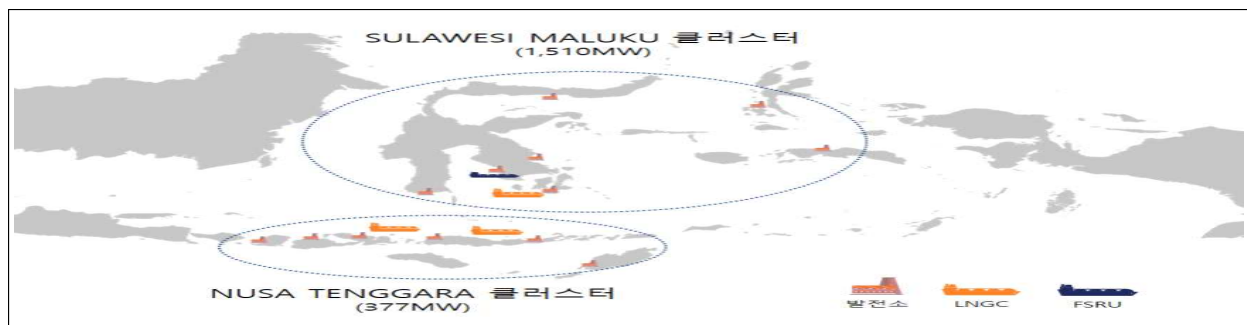 SULAWESI MALUKU 클러스터
(1,510MW)
NUSA TENGGARA 클러스터
(377MW)
발전소
LNGC
FSRU